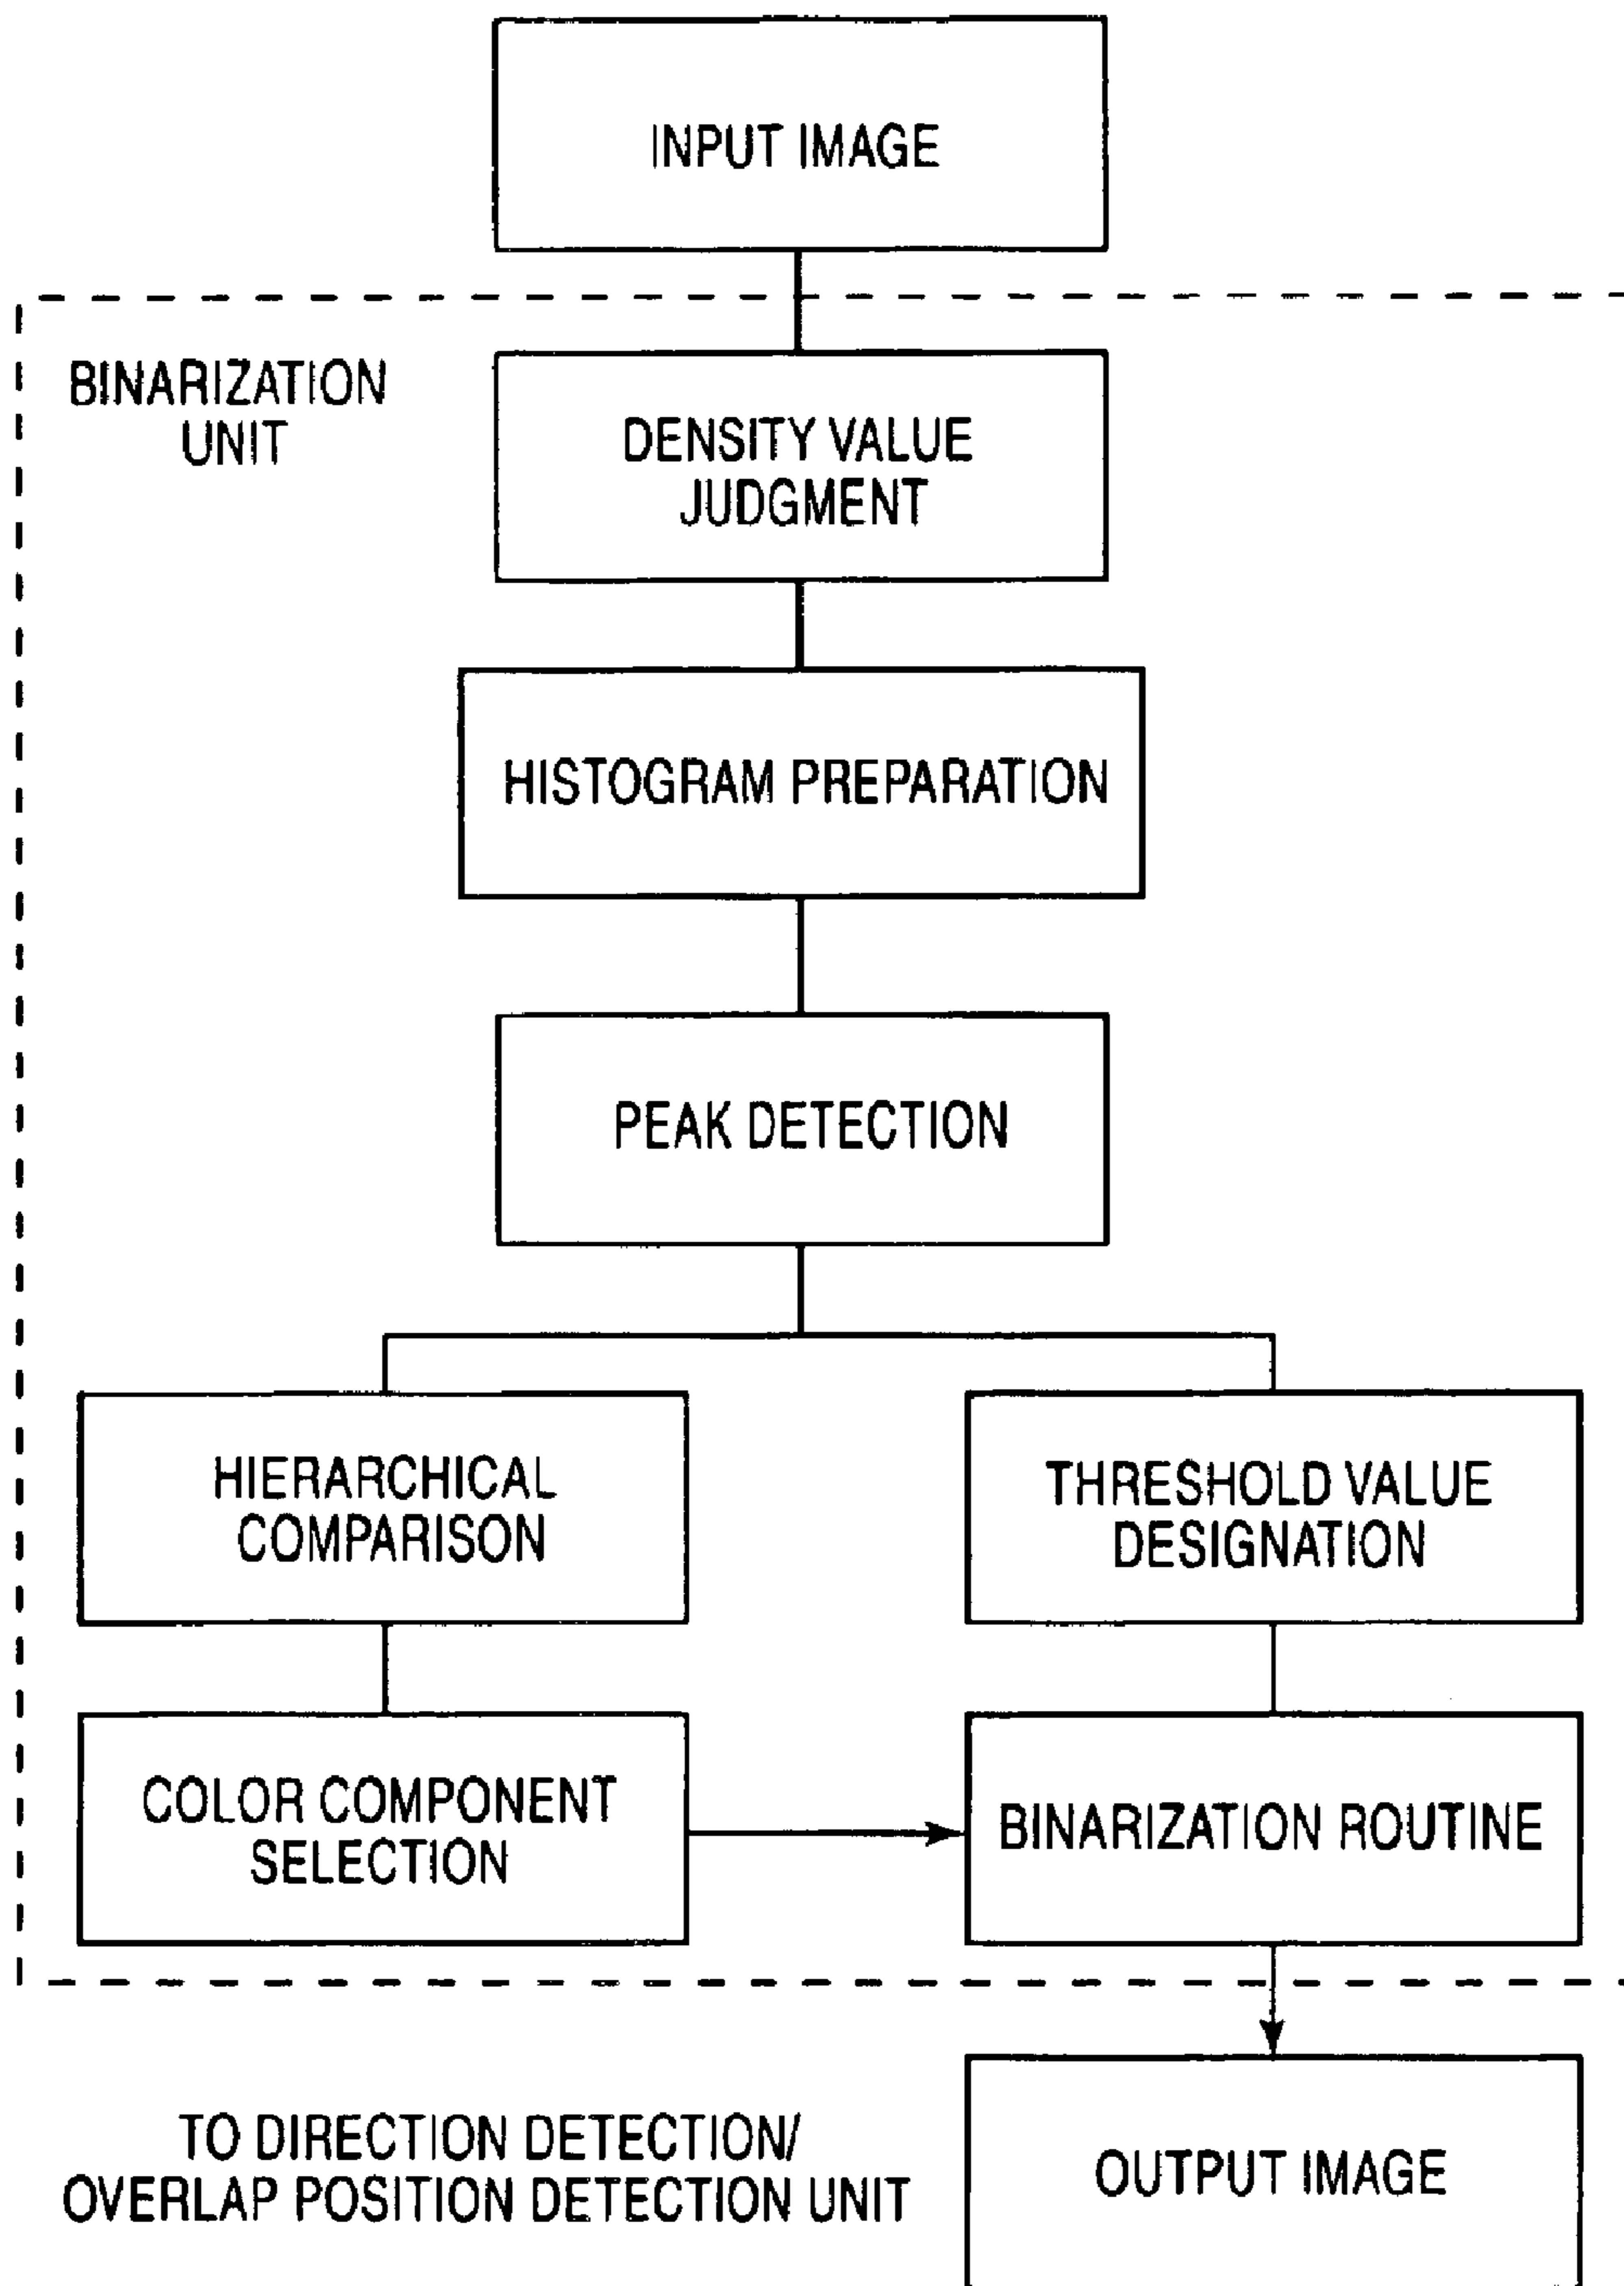 INPUT IMAGE
BINARIZATION
UNIT
DENSITY VALUE
JUDGMENT
HISTOGRAM PREPARATION
PEAK DETECTION
HIERARCHICAL
COMPARISON
THRESHOLD VALUE
DESIGNATION
COLOR COMPONENT
SELECTION
BINARIZATION ROUTINE
TO DIRECTION DETECTION/
OVERLAP POSITION DETECTION UNIT
OUTPUT IMAGE